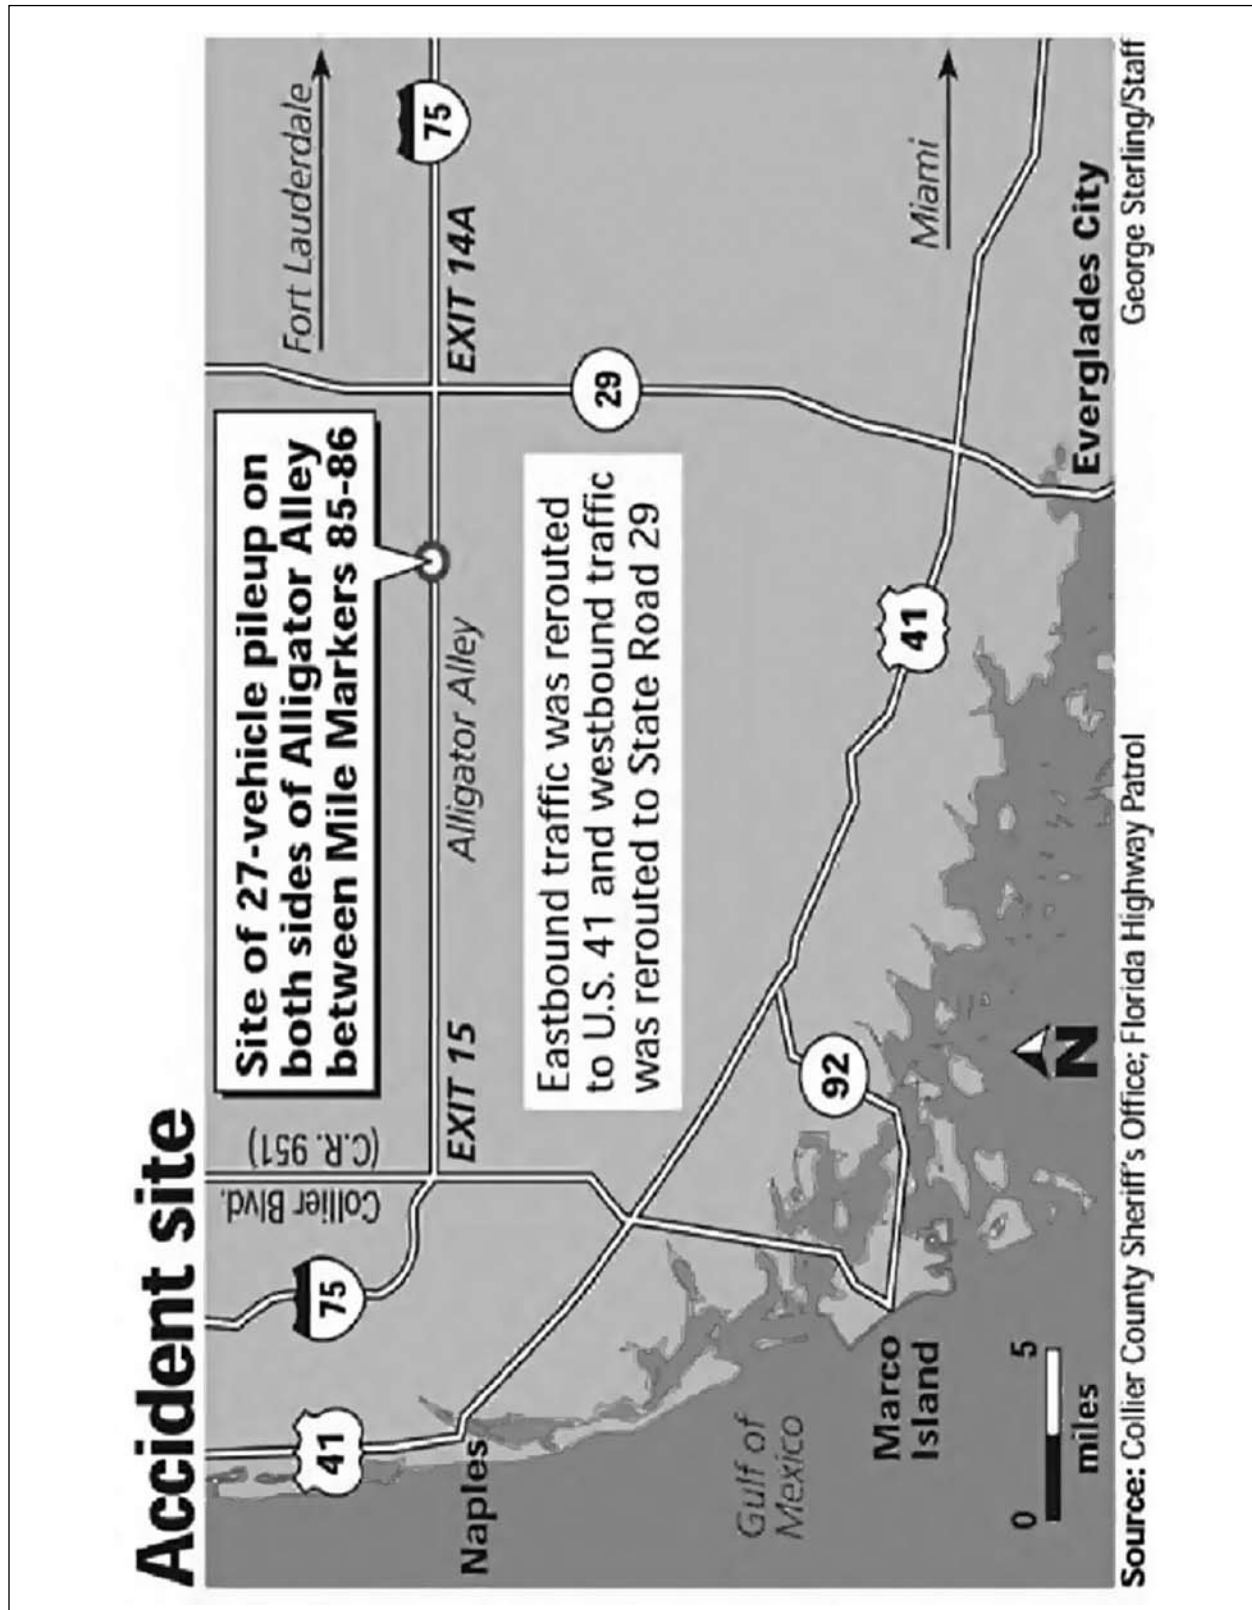 Accident site
41
75
Collier Blvd.
(C.R. 951)
Site of 27-vehicle pileup on
both sides of Alligator Alley
between Mile Markers 85-86
Fort Lauderdale
75
EXIT 15
Alligator Alley
EXIT 14A
Naples
Eastbound traffic was rerouted
to U.S. 41 and westbound traffic
was rerouted to State Road 29
29
Gulf of
Mexico
92
41
Miami
Marco
Island
Everglades City
0
5
miles
N
Source: Collier County Sheriff's Office; Florida Highway Patrol
George Sterling/Staff